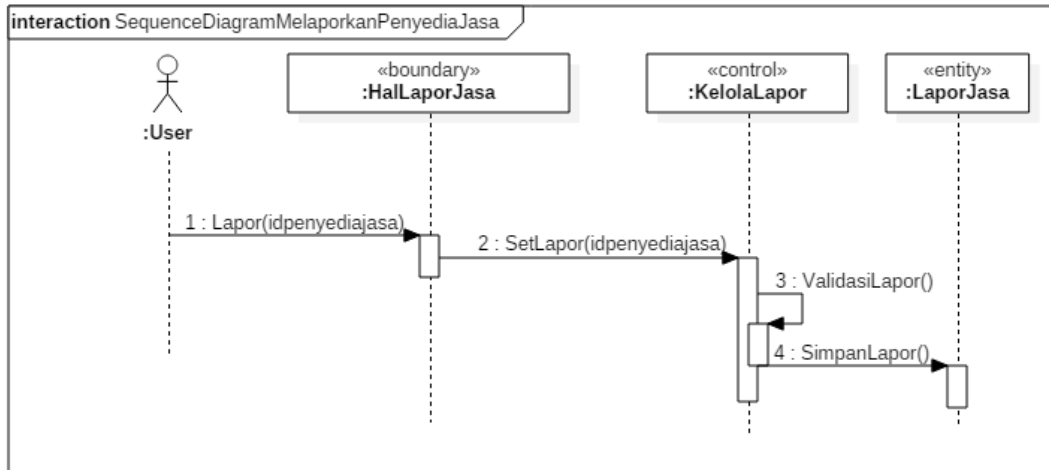 interaction SequenceDiagramMelaporkanPenyediaJasa
«boundary»
:HalLaporJasa
«control»
:KelolaLapor
«entity»
:LaporJasa
:User
1 : Lapor(idpenyediajasa)
2 : SetLapor(idpenyediajasa)
3 : ValidasiLapor()
4 : SimpanLapor()